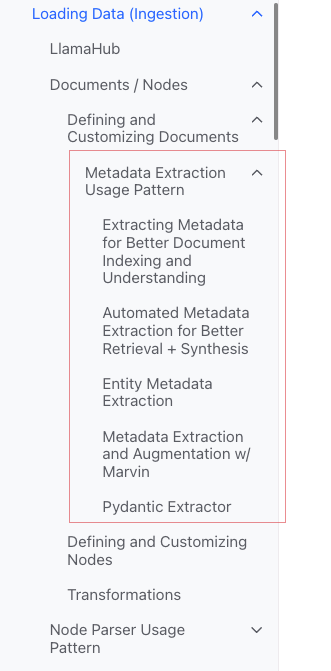 Loading Data (Ingestion)
LlamaHub
Documents / Nodes
Defining and
Customizing Documents
Metadata Extraction
Usage Pattern
Extracting Metadata
for Better Document
Indexing and
Understanding
Automated Metadata
Extraction for Better
Retrieval + Synthesis
Entity Metadata
Extraction
Metadata Extraction
and Augmentation w/
Marvin
Pydantic Extractor
Defining and Customizing
Nodes
Transformations
Node Parser Usage
Pattern